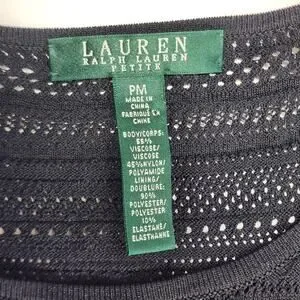 LAUREN
RALPH LAUREN
PETITE
PM
MADE IN
CHINA
FABRIQUÉ EN
CHINE
BODY/CORPS:
55%
VISCOSE/
VISCOSE
45%NYLON/
POLYAMIDE
LINING/
DOUBLURE:
90%
POLYESTER/
POLYESTER
10%
ELASTANE/
ELASTHANNE